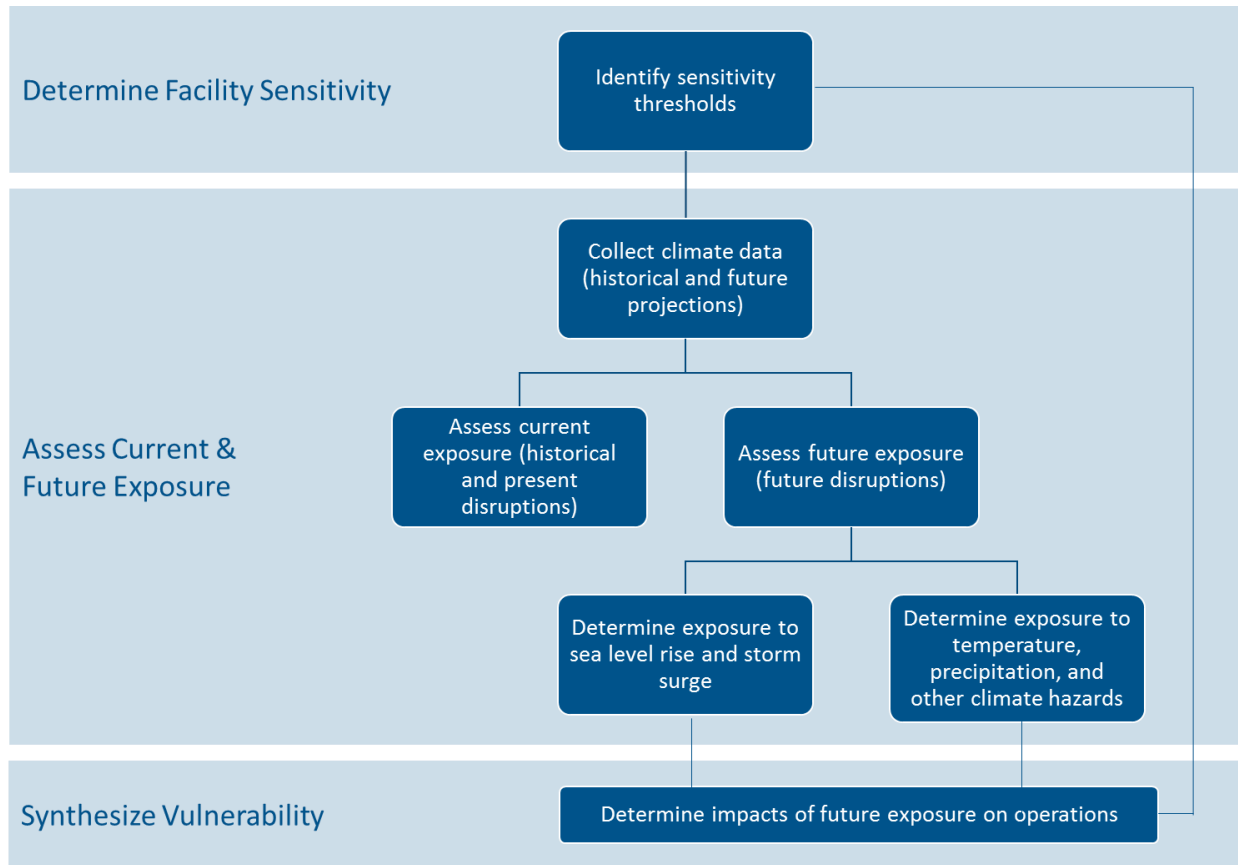 Determine Facility Sensitivity
Identify sensitivity
thresholds
Collect climate data
(historical and future
projections)
Assess Current &
Future Exposure
Assess current
exposure (historical
and present
disruptions)
Assess future exposure
(future disruptions)
Determine exposure to
sea level rise and storm
surge
Determine exposure to
temperature,
precipitation, and
other climate hazards
Synthesize Vulnerability
Determine impacts of future exposure on operations